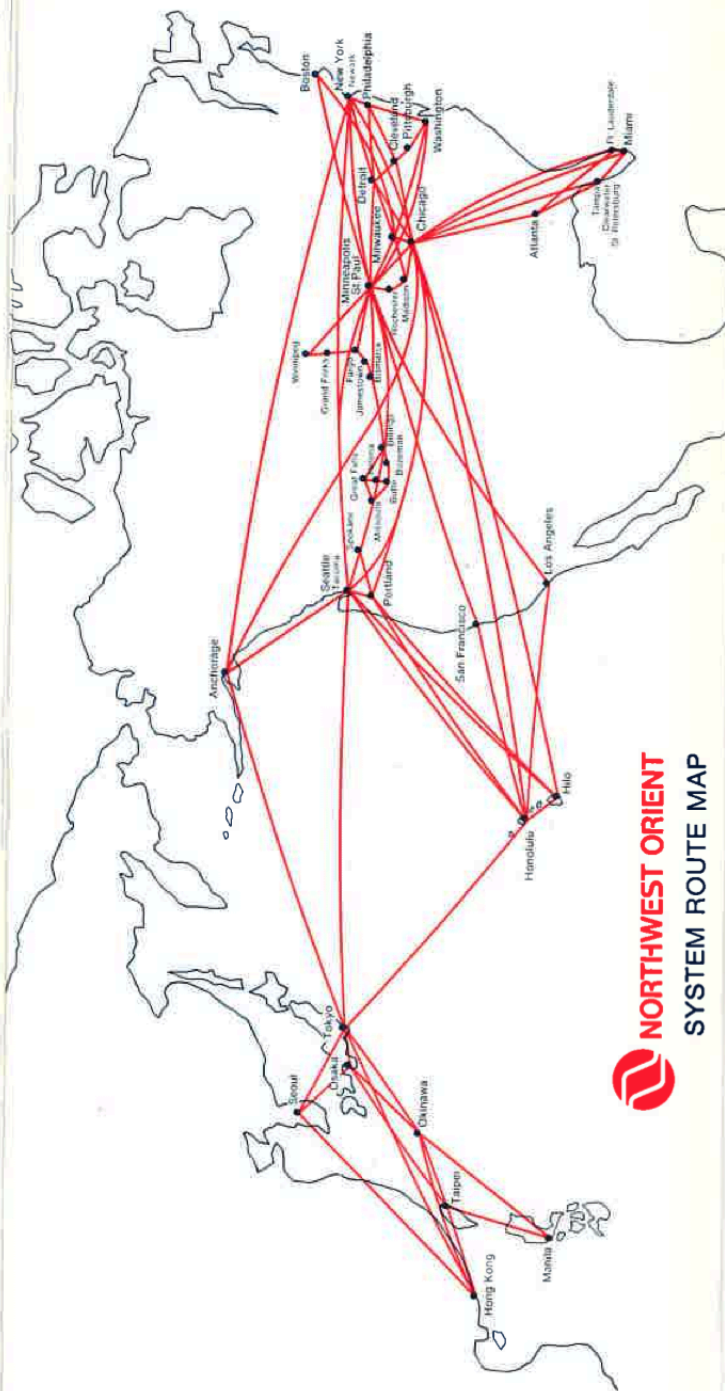 Hong Kong
Manila
Taipei
Okinawa
Seoul
Osaka
Tokyo
Honolulu
Hilo
Anchorage
San Francisco
Los Angeles
Seattle
Tacoma
Portland
Spokane
Missoula
Great Falls
Helena
Butte
Bozeman
Billings
Winnipeg
Grand Forks
Fargo
Jamestown
Bismarck
Minneapolis
St Paul
Rochester
Madison
Milwaukee
Chicago
Detroit
Cleveland
Pittsburgh
Washington
Boston
New York
Newark
Philadelphia
Atlanta
Tampa
Clearwater
St. Petersburg
Ft. Lauderdale
Miami
NORTHWEST ORIENT
SYSTEM ROUTE MAP